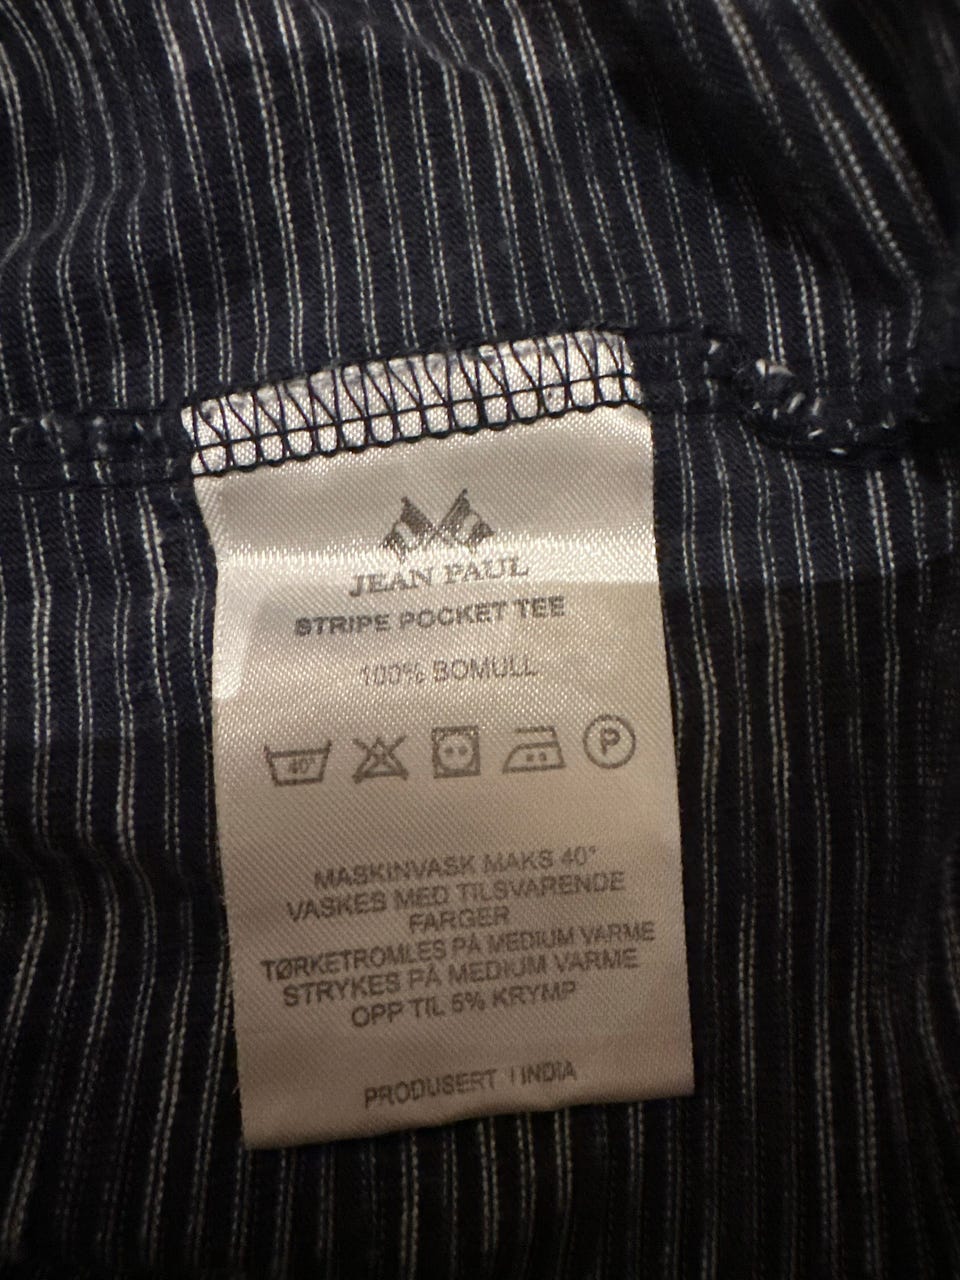 JEAN PAUL
STRIPE POCKET TEE
100% BOMULL
40°
P
MASKINVASK MAKS 40°
VASKES MED TILSVARENDE
FARGER
TØRKETROMLES PÅ MEDIUM VARME
STRYKES PÅ MEDIUM VARME
OPP TIL 5% KRYMP
PRODUSERT I INDIA